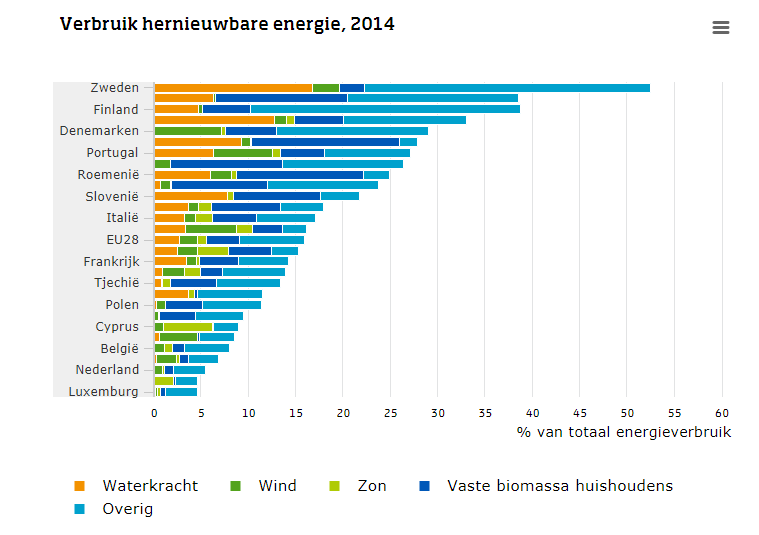 Verbruik hernieuwbare energie, 2014
Zweden
Finland
Denemarken
Portugal
Roemenië
Slovenië
Italië
EU28
Frankrijk
Tjechië
Polen
Cyprus
België
Nederland
Luxemburg
0 5 10 15 20 25 30 35 40 45 50 55 60
% van totaal energieverbruik
Waterkracht Wind Zon Vaste biomassa huishoudens
Overig